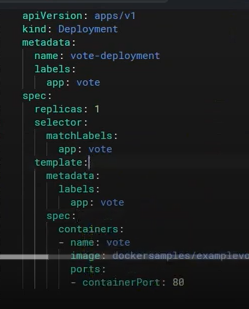 apiVersion: apps/v1
kind: Deployment
metadata:
  name: vote-deployment
  labels:
    app: vote
spec:
  replicas: 1
  selector:
    matchLabels:
      app: vote
  template:
    metadata:
      labels:
        app: vote
    spec:
      containers:
      - name: vote
        image: dockersamples/examplevo
        ports:
        - containerPort: 80